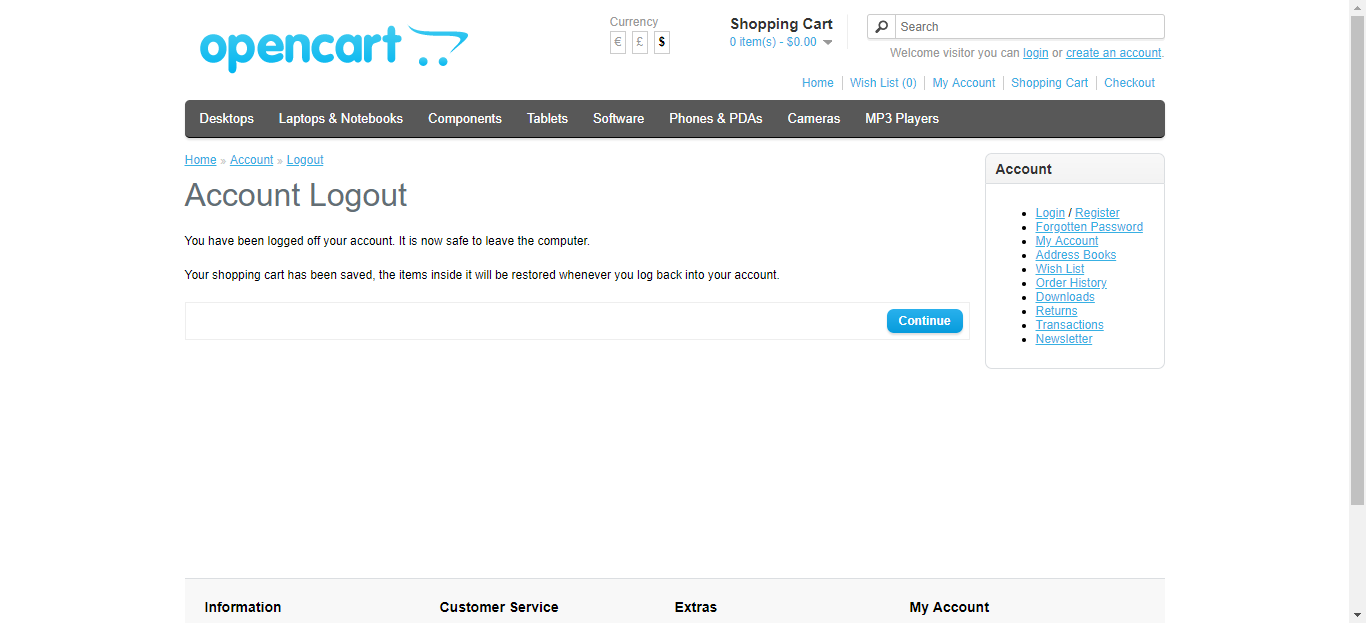 opencart
Currency
€ £ $
Shopping Cart
0 item(s) - $0.00
Search
Welcome visitor you can login or create an account.
Home Wish List (0) My Account Shopping Cart Checkout
Desktops Laptops & Notebooks Components Tablets Software Phones & PDAs Cameras MP3 Players
Home » Account » Logout
Account Logout
You have been logged off your account. It is now safe to leave the computer.
Your shopping cart has been saved, the items inside it will be restored whenever you log back into your account.
Continue
Account
Login / Register
Forgotten Password
My Account
Address Books
Wish List
Order History
Downloads
Returns
Transactions
Newsletter
Information Customer Service Extras My Account